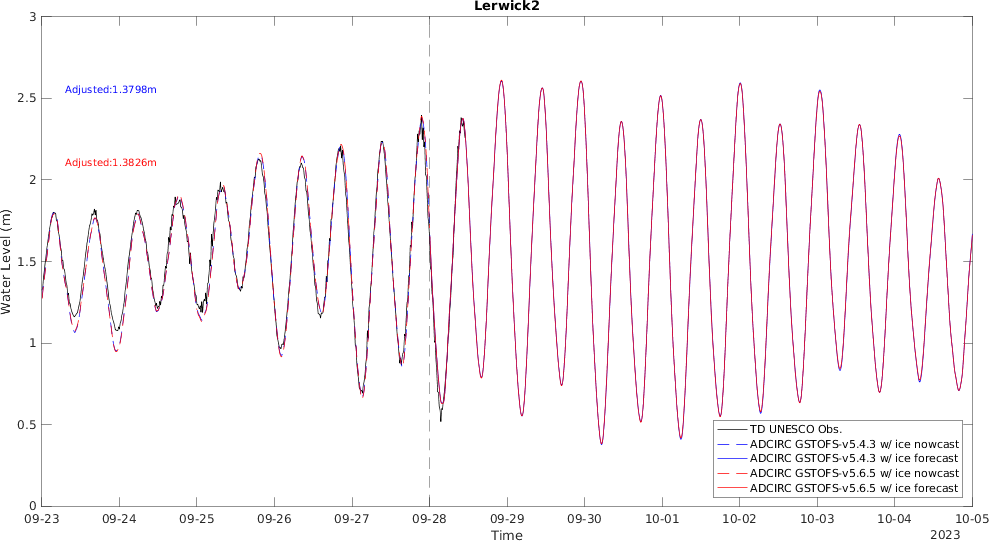 Lerwick2
3
2.5
2
1.5
1
0.5
0
Water Level (m)
Adjusted:1.3798m
Adjusted:1.3826m
TD UNESCO Obs.
ADCIRC GSTOFS-v5.4.3 w/ ice nowcast
ADCIRC GSTOFS-v5.4.3 w/ ice forecast
ADCIRC GSTOFS-v5.6.5 w/ ice nowcast
ADCIRC GSTOFS-v5.6.5 w/ ice forecast
09-23 09-24 09-25 09-26 09-27 09-28 09-29 09-30 10-01 10-02 10-03 10-04 10-05
2023
Time